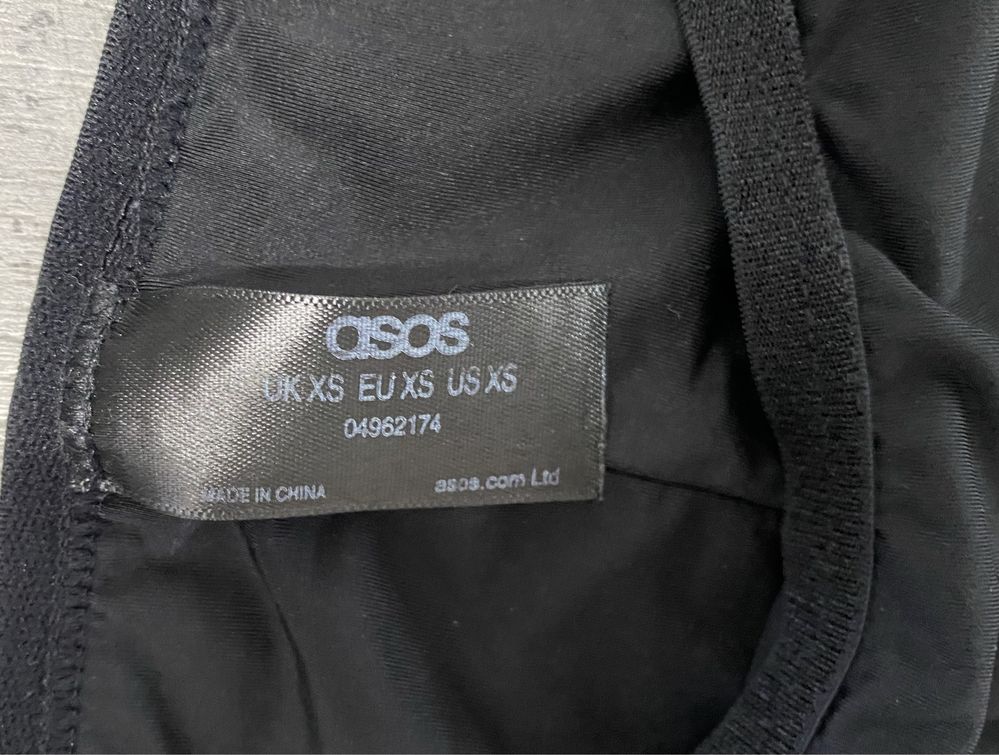 asos
UK XS EU XS US XS
04962174
MADE IN CHINA
asos.com Ltd